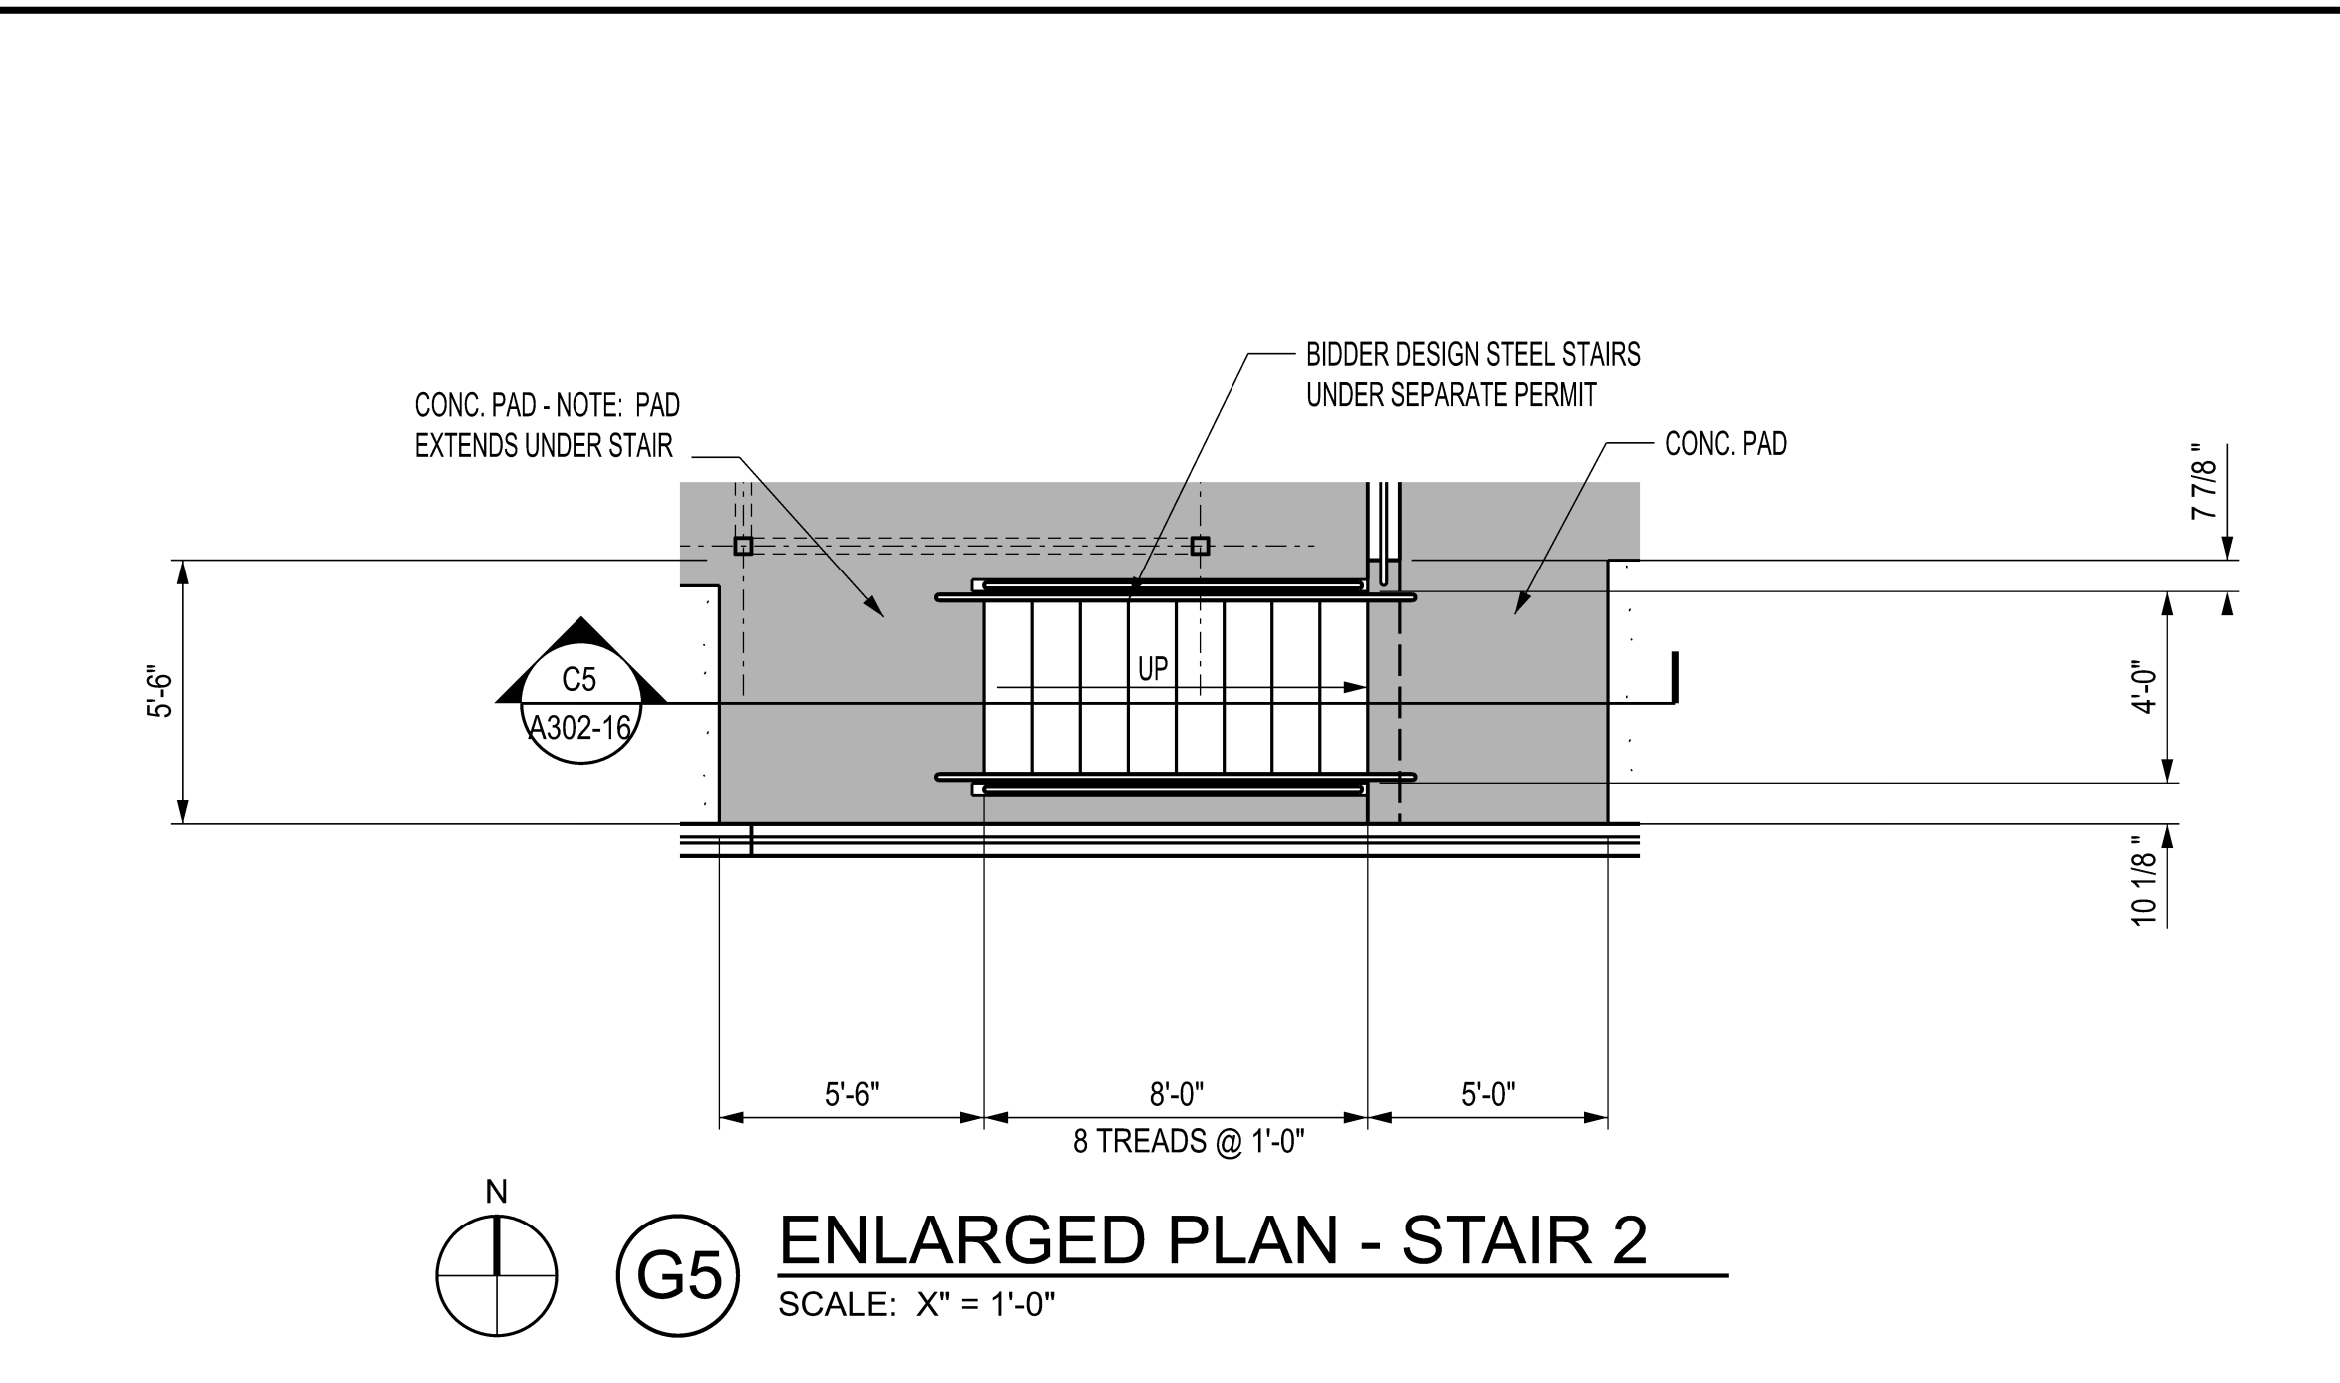 BIDDER DESIGN STEEL STAIRS
UNDER SEPARATE PERMIT
CONC. PAD - NOTE:  PAD
EXTENDS UNDER STAIR
CONC. PAD
7 7/8 "
5'-6"
C5
A302-16
UP
4'-0"
10 1/8 "
5'-6"
8'-0"
5'-0"
8 TREADS @ 1'-0"
N
G5
ENLARGED PLAN - STAIR 2
SCALE:  X" = 1'-0"